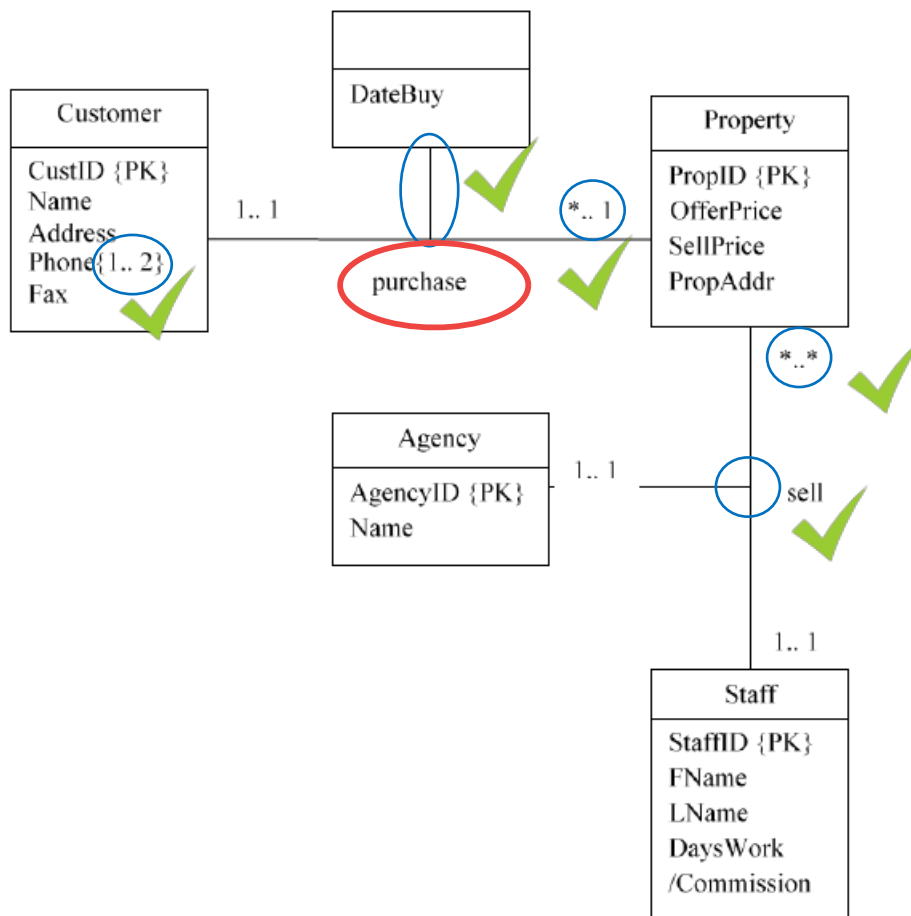 DateBuy
Customer
CustID {PK}
Name
Address
Phone{1.. 2}
Fax
1.. 1
*.. 1
purchase
Property
PropID {PK}
OfferPrice
SellPrice
PropAddr
*..*
Agency
AgencyID {PK}
Name
1.. 1
sell
1.. 1
Staff
StaffID {PK}
FName
LName
DaysWork
/Commission